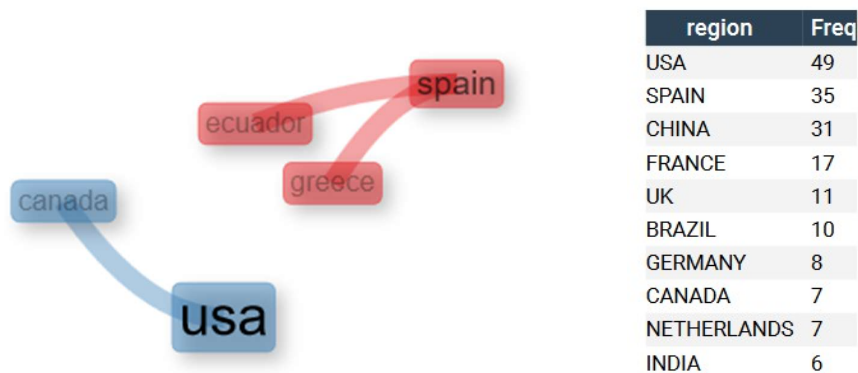 spain
ecuador
greece
canada
usa
region Freq
USA 49
SPAIN 35
CHINA 31
FRANCE 17
UK 11
BRAZIL 10
GERMANY 8
CANADA 7
NETHERLANDS 7
INDIA 6